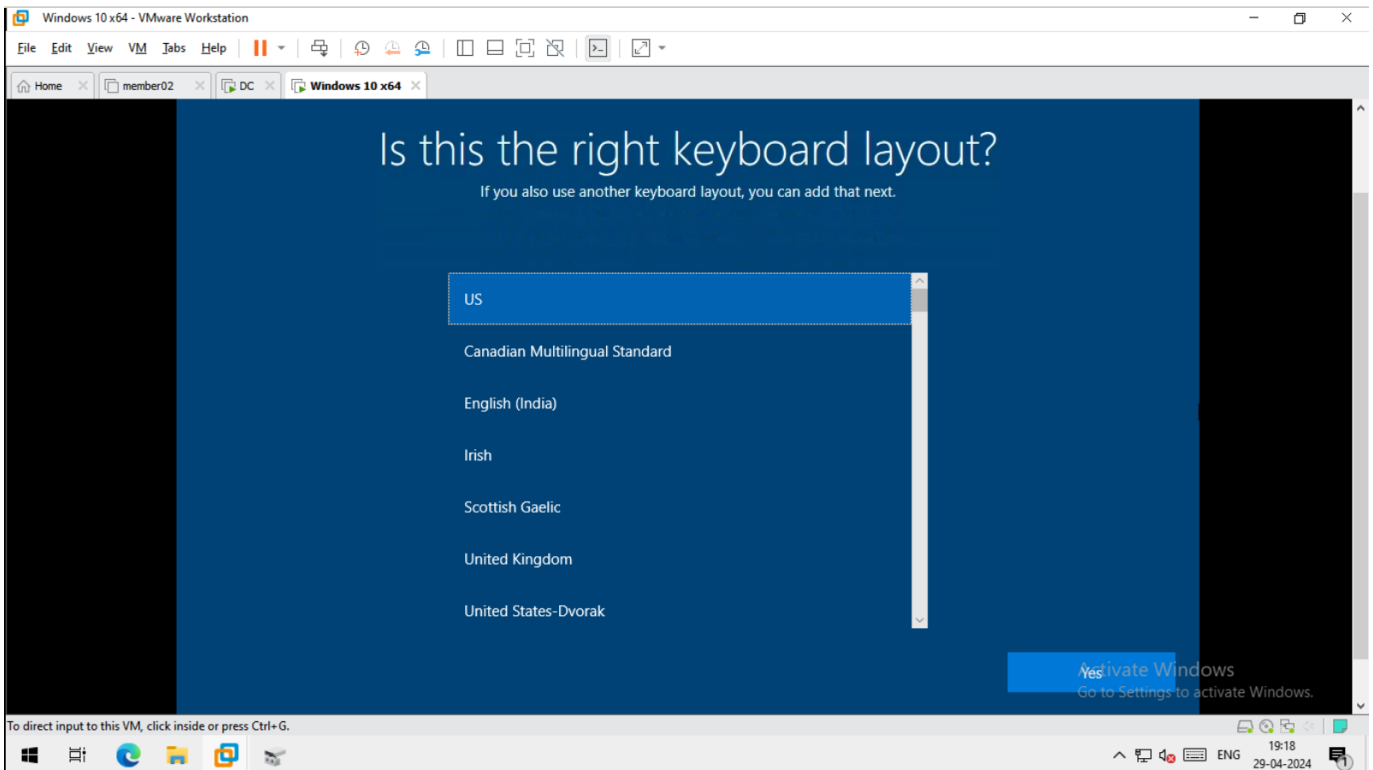 Windows 10 x64 - VMware Workstation
File Edit View VM Tabs Help
Home member02 DC Windows 10 x64
Is this the right keyboard layout?
If you also use another keyboard layout, you can add that next.
US
Canadian Multilingual Standard
English (India)
Irish
Scottish Gaelic
United Kingdom
United States-Dvorak
Yes
Activate Windows
Go to Settings to activate Windows.
To direct input to this VM, click inside or press Ctrl+G.
ENG
19:18
29-04-2024
1